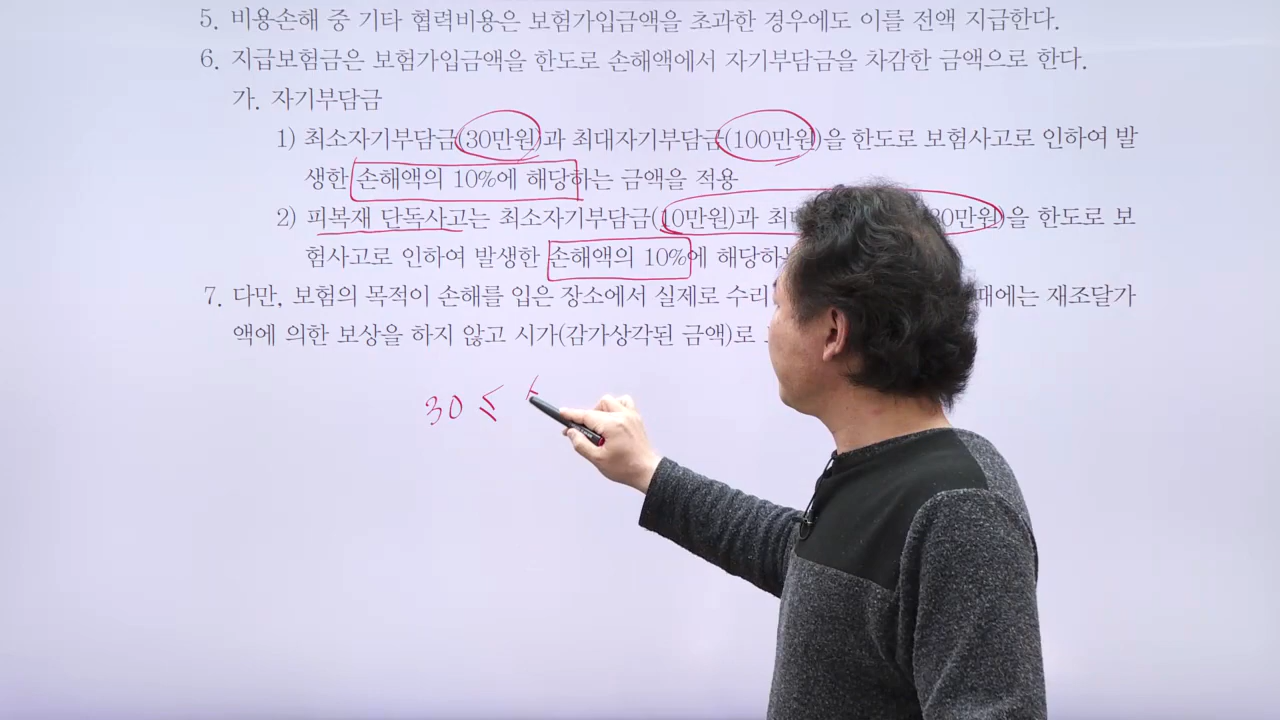 5. 비용손해 중 기타 협력비용은 보험가입금액을 초과한 경우에도 이를 전액 지급한다.
6. 지급보험금은 보험가입금액을 한도로 손해액에서 자기부담금을 차감한 금액으로 한다.
가. 자기부담금
1) 최소자기부담금(30만원)과 최대자기부담금(100만원)을 한도로 보험사고로 인하여 발
생한 손해액의 10%에 해당하는 금액을 적용
2) 피복재 단독사고는 최소자기부담금(10만원)과 30만원)을 한도로 보
험사고로 인하여 발생한 손해액의 10%에
7. 다만, 보험의 목적이 손해를 입은 장소에서 실제로 재조달가
액에 의한 보상을 하지 않고 시가(감가상각된 금액)로
30 ≤